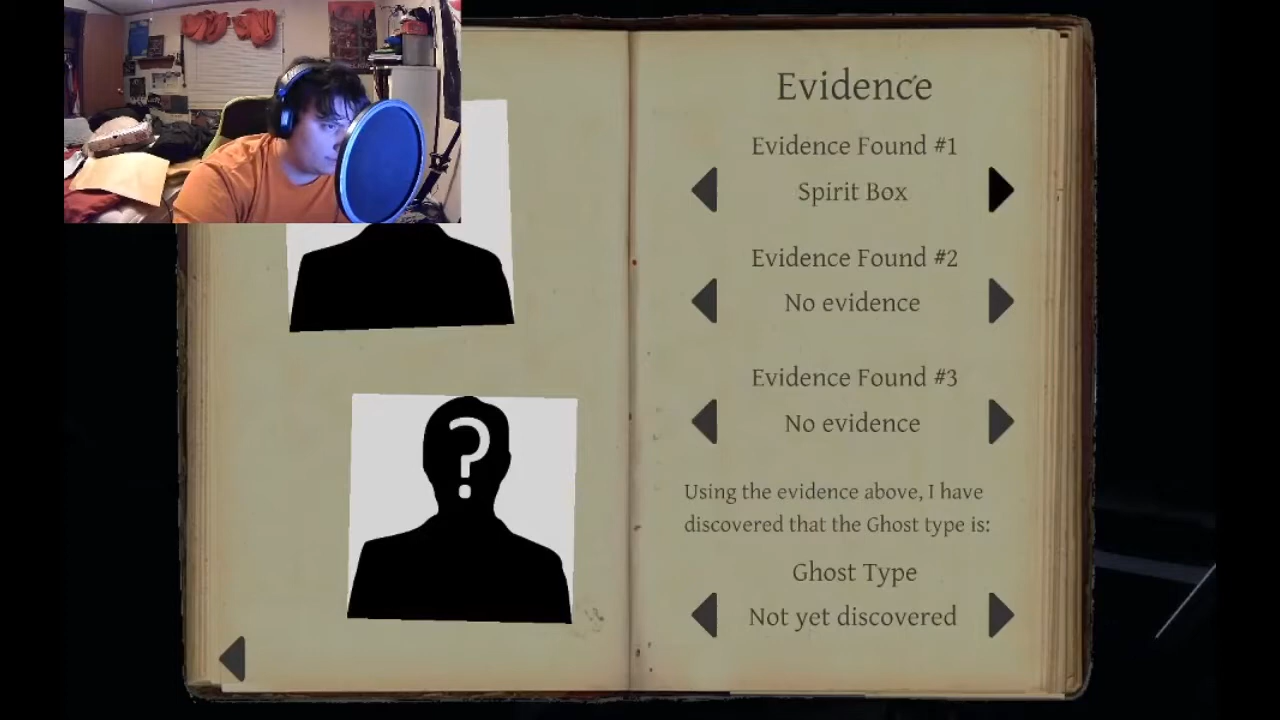 Evidence
Evidence Found #1
Spirit Box
Evidence Found #2
No evidence
Evidence Found #3
No evidence
Using the evidence above, I have
discovered that the Ghost type is:
Ghost Type
Not yet discovered
?